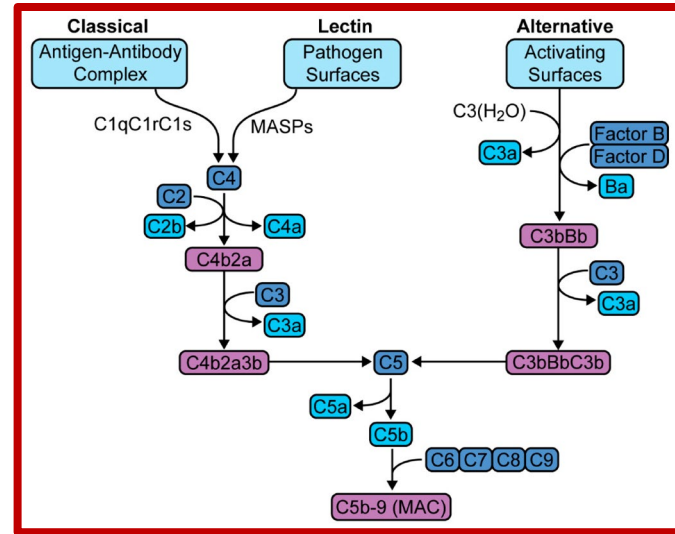 Classical
Lectin
Alternative
Antigen-Antibody
Complex
Pathogen
Surfaces
Activating
Surfaces
C1qC1rC1s
MASPs
C3(H₂O)
C3a
Factor B
Factor D
Ba
C4
C2
C2b
C4a
C4b2a
C3bBb
C3
C3a
C3
C3a
C4b2a3b
C5
C3bBbC3b
C5a
C5b
C6 C7 C8 C9
C5b-9 (MAC)